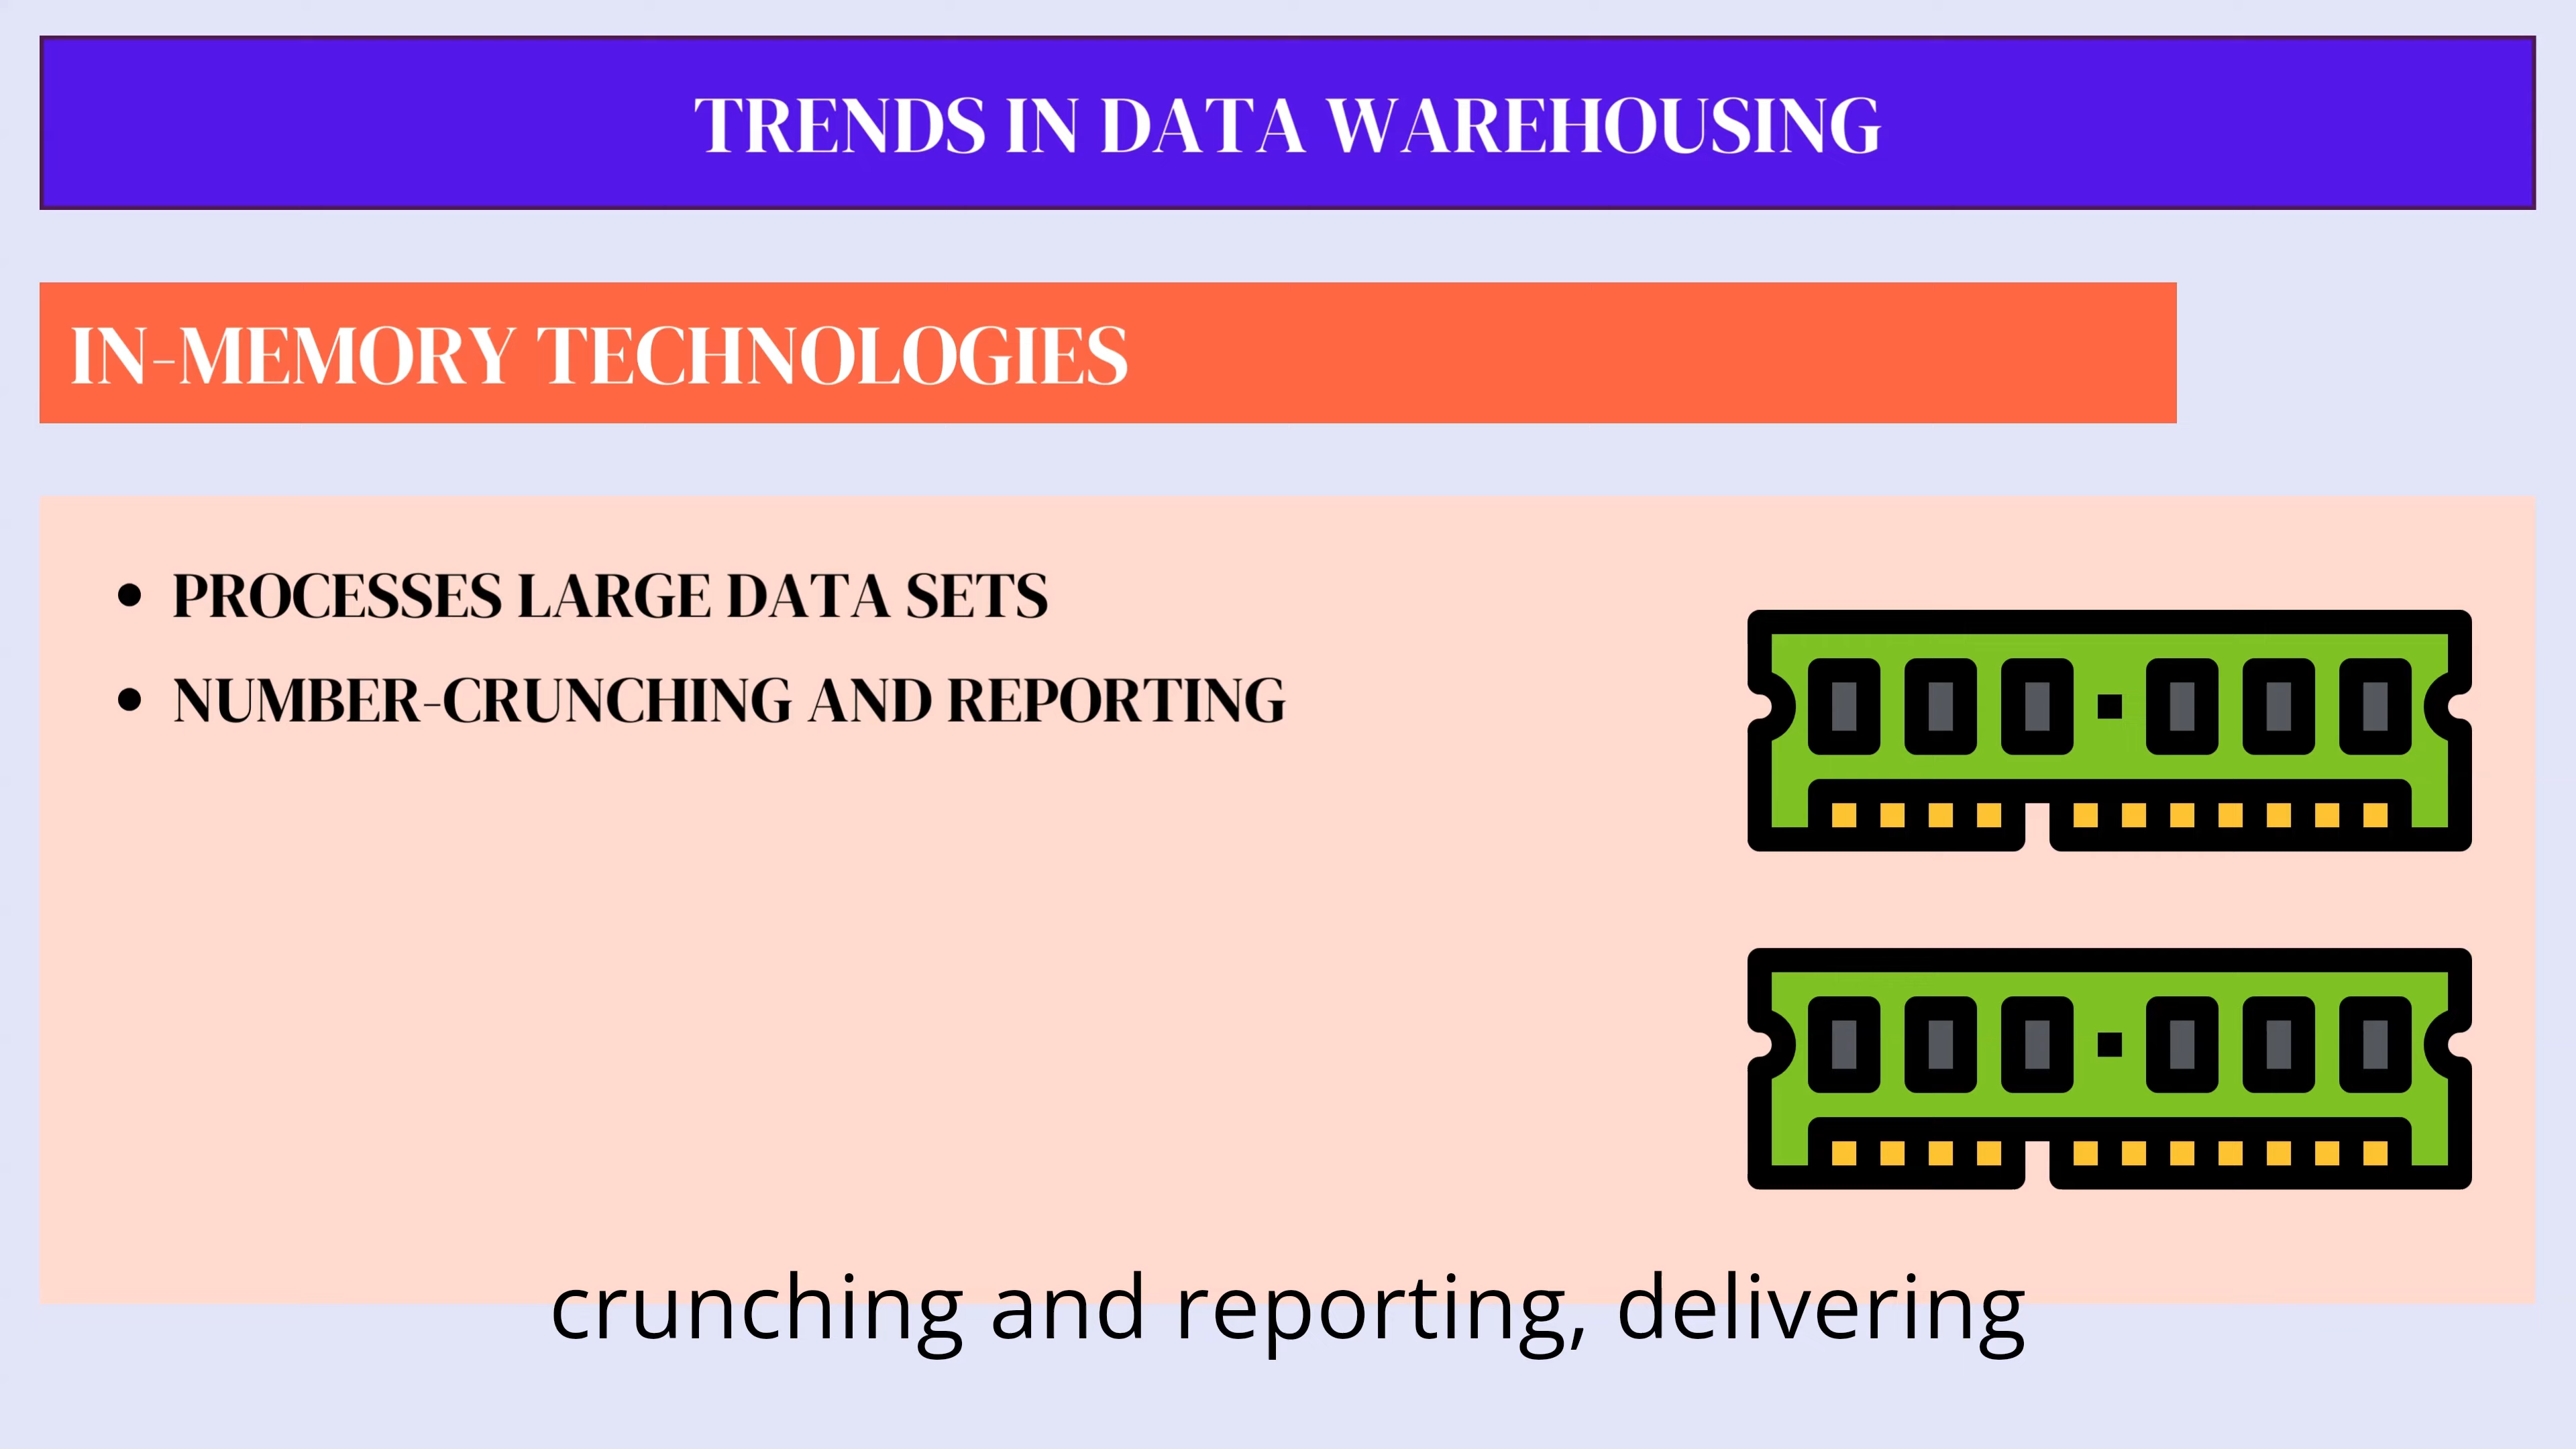 TRENDS IN DATA WAREHOUSING
IN-MEMORY TECHNOLOGIES
• PROCESSES LARGE DATA SETS
• NUMBER-CRUNCHING AND REPORTING
crunching and reporting, delivering